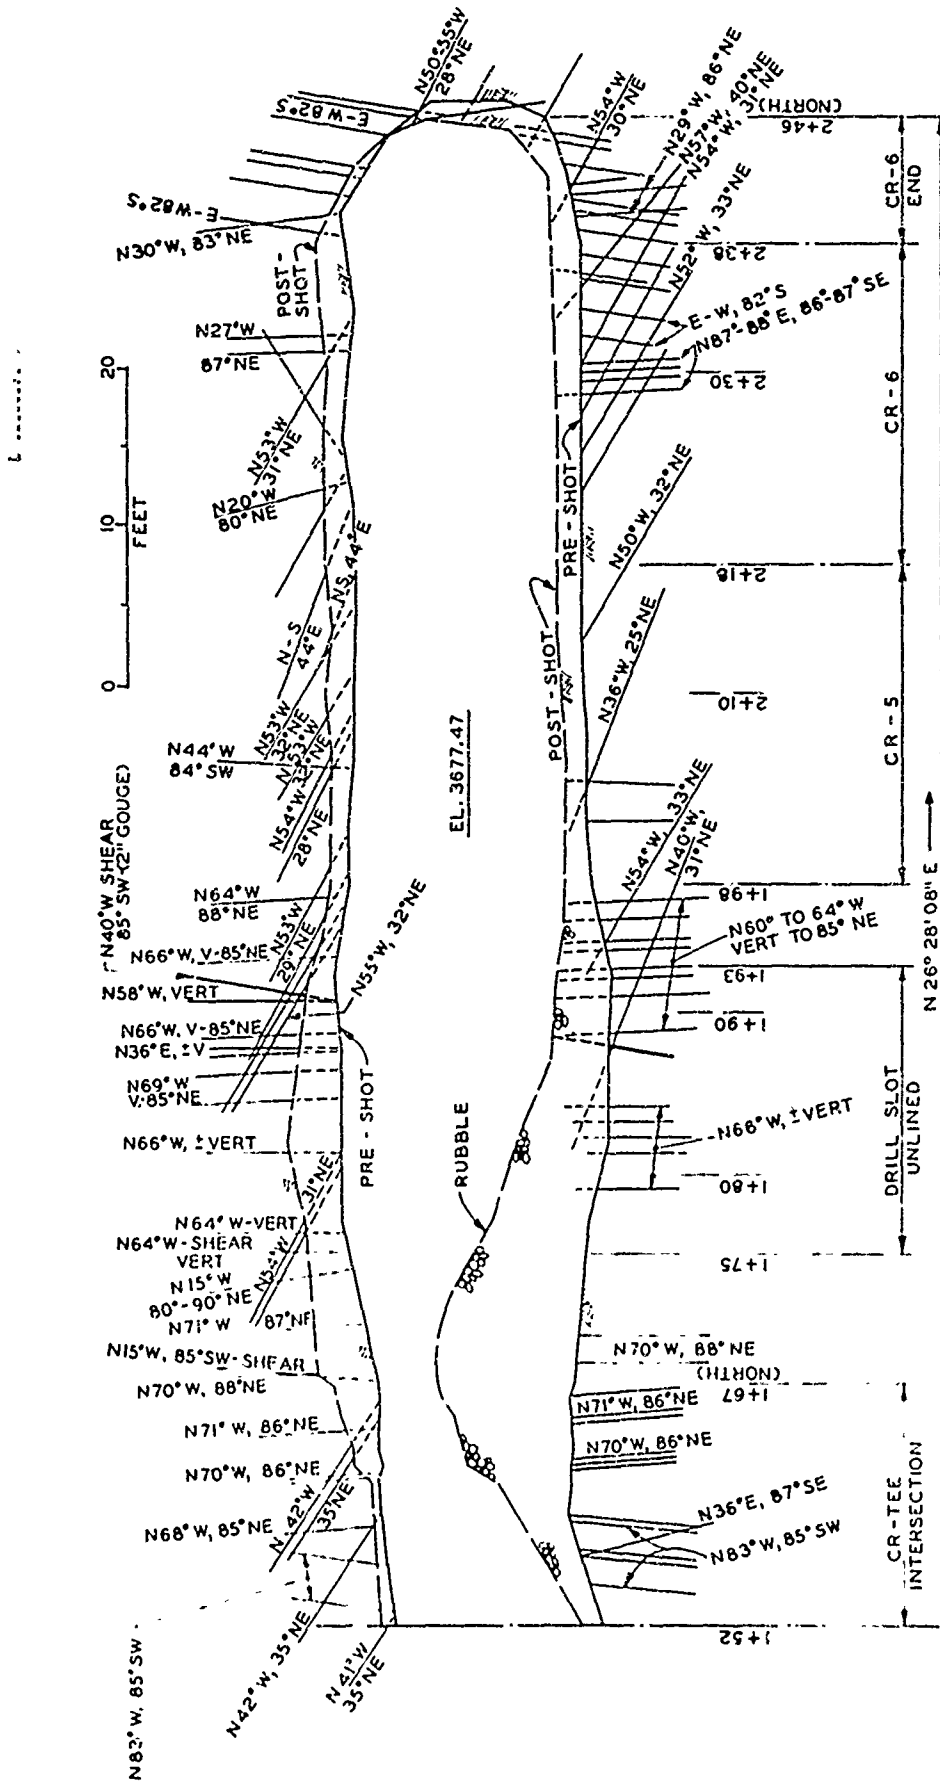 N50°-55°W
28°NE
E-W 82°S
E-W82°S
N30°W, 83°NE
POST-
SHOT
N27°W
87°NE
N53°W
31°NE
N20°W
80°NE
20
10
0
FEET
NS, 44°E
N-S
44°E
N53°W
32°NE
N53°W
33°NE
N44°W
84°SW
N54°W
28°NE
N40°W SHEAR
85°SW (2" GOUGE)
N64°W
88°NE
N66°W, V-85°NE
N53°W
29°NE
N58°W, VERT
N55°W, 32°NE
N66°W, V-85°NE
N36°E, ±V
N69°W
V-85°NE
PRE-SHOT
N66°W, ±VERT
31°NE
N54°W
N64°W-VERT
N64°W-SHEAR
VERT
N15°W
80°-90°NE
N71°W
87°NE
N15°W, 85°SW-SHEAR
N70°W, 88°NE
N71°W, 86°NE
N70°W, 86°NE
N-42°W
35°NE
N68°W, 85°NE
N83°W, 85°SW
N42°W, 35°NE
N41°W
35°NE
EL. 3677.47
RUBBLE
POST-SHOT
PRE-SHOT
N54°W
30°NE
N29°W, 86°NE
N57°W, 40°NE
N54°W, 31°NE
N52°W, 33°NE
E-W, 82°S
N87°-88°E, 86-87°SE
N50°W, 32°NE
N36°W, 25°NE
N54°W, 33°NE
N40°W,
31°NE
N60° TO 64°W
VERT TO 85°NE
N66°W, ±VERT
N70°W, 88°NE
N71°W, 86°NE
N70°W, 86°NE
N36°E, 87°SE
N83°W, 85°SW
2+46
(NORTH)
2+38
2+30
2+18
2+10
1+98
1+93
1+90
1+80
1+75
1+67
(NORTH)
1+52
CR-6
END
CR-6
CR-5
DRILL SLOT
UNLINED
CR-TEE
INTERSECTION
N 26° 28' 08" E